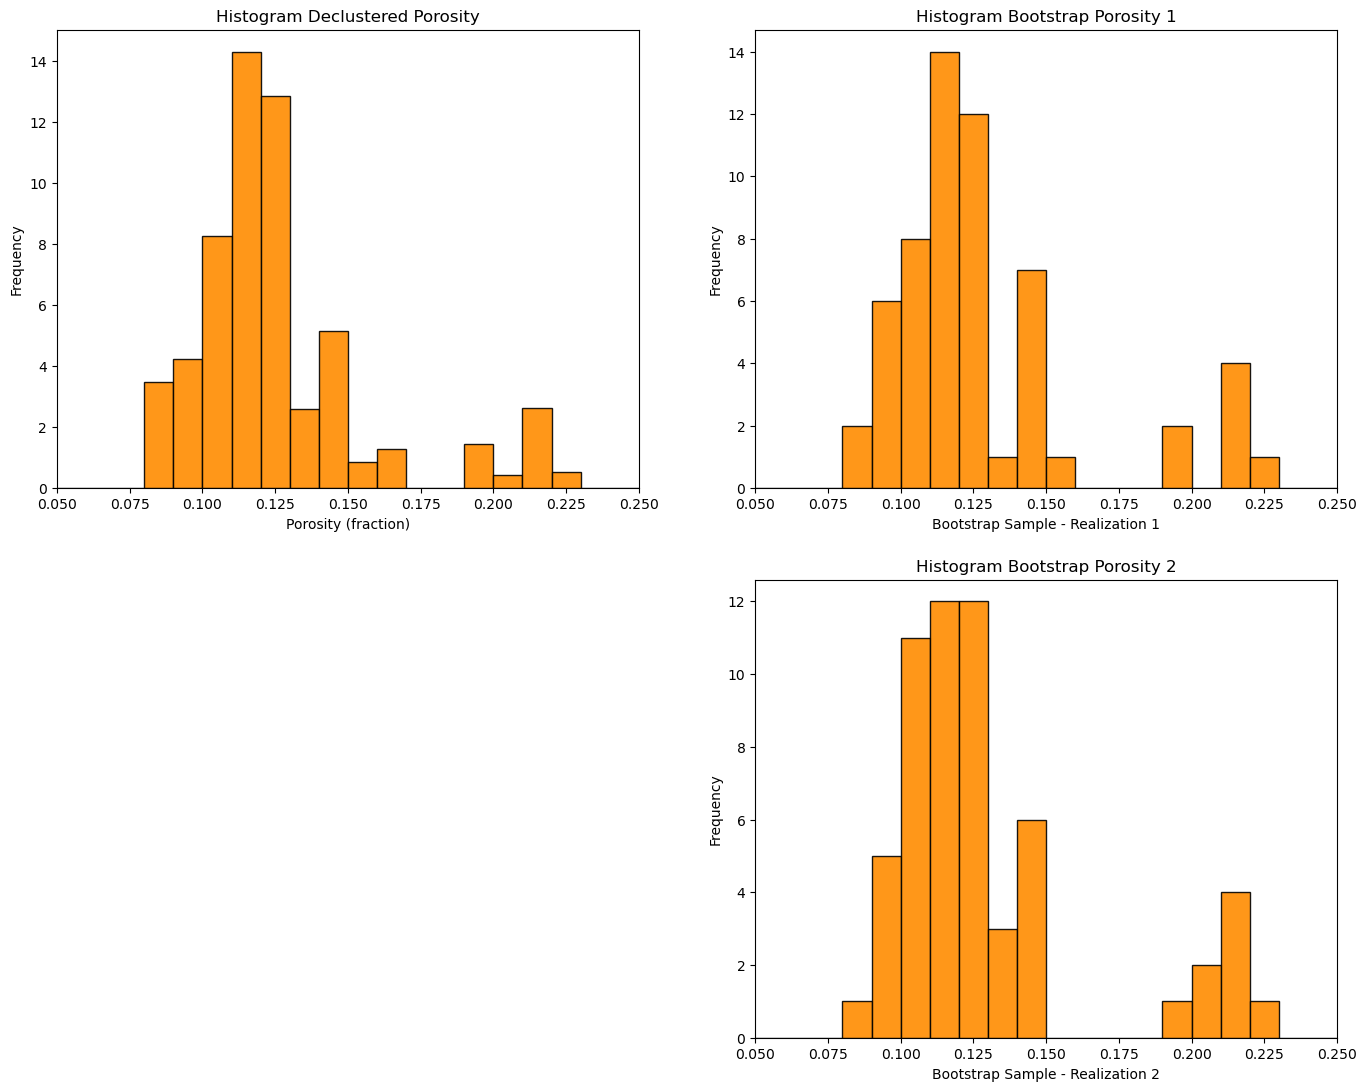 Histogram Declustered Porosity
Frequency
14
12
10
8
6
4
2
0
0.050 0.075 0.100 0.125 0.150 0.175 0.200 0.225 0.250
Porosity (fraction)
Histogram Bootstrap Porosity 1
Frequency
14
12
10
8
6
4
2
0
0.050 0.075 0.100 0.125 0.150 0.175 0.200 0.225 0.250
Bootstrap Sample - Realization 1
Histogram Bootstrap Porosity 2
Frequency
12
10
8
6
4
2
0
0.050 0.075 0.100 0.125 0.150 0.175 0.200 0.225 0.250
Bootstrap Sample - Realization 2